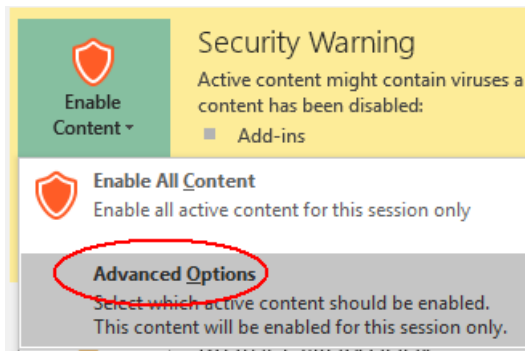 Security Warning
Active content might contain viruses a
content has been disabled:
Add-ins
Enable
Content
Enable All Content
Enable all active content for this session only
Advanced Options
Select which active content should be enabled.
This content will be enabled for this session only.